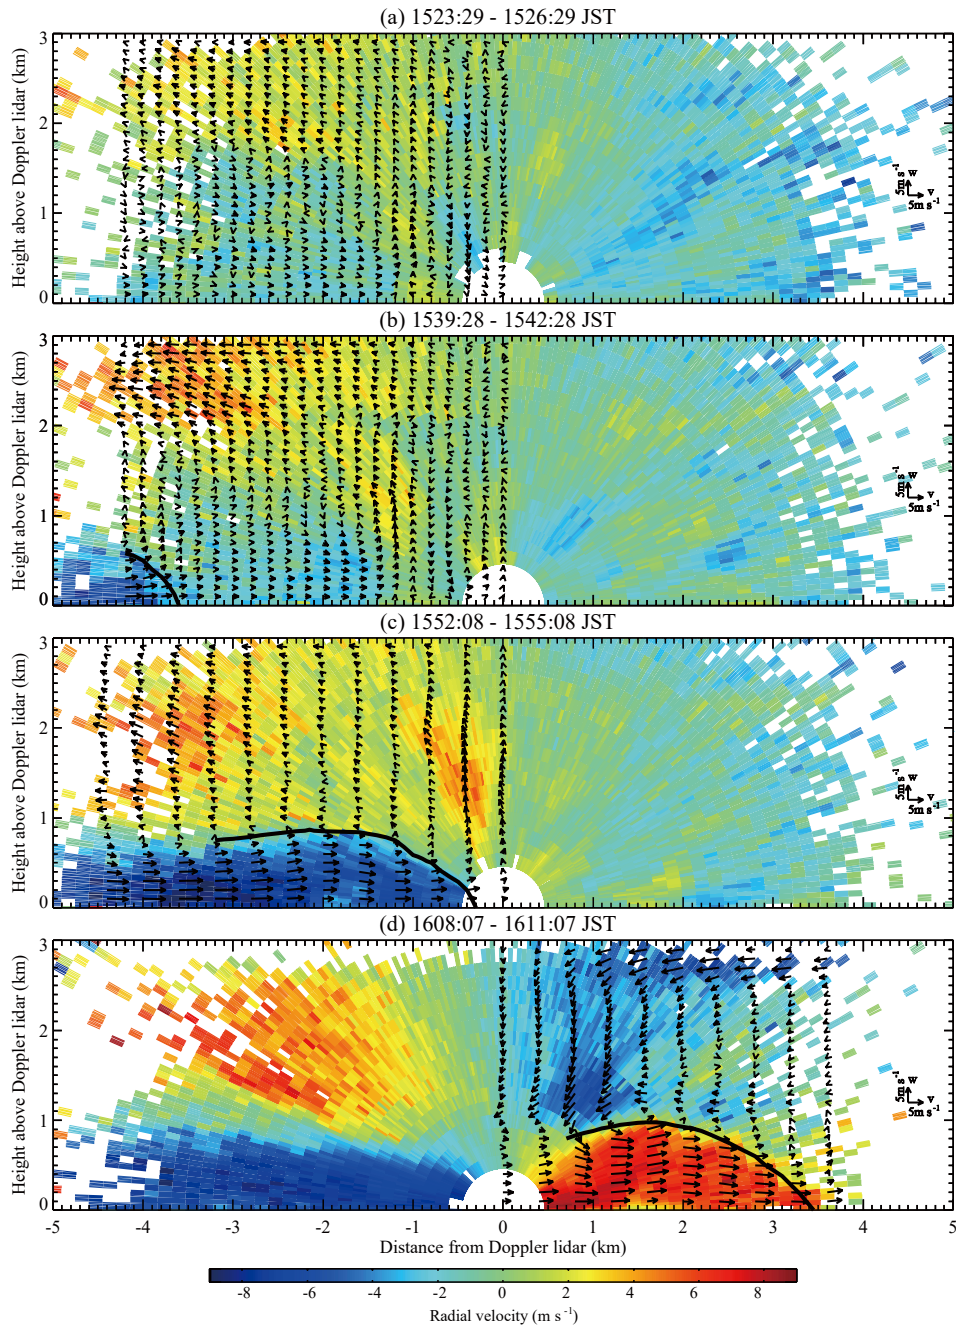 (a) 1523:29 - 1526:29 JST
Height above Doppler lidar (km)
3
2
1
0
5m s⁻¹
w
v
5m s⁻¹
(b) 1539:28 - 1542:28 JST
Height above Doppler lidar (km)
3
2
1
0
5m s⁻¹
w
v
5m s⁻¹
(c) 1552:08 - 1555:08 JST
Height above Doppler lidar (km)
3
2
1
0
5m s⁻¹
w
v
5m s⁻¹
(d) 1608:07 - 1611:07 JST
Height above Doppler lidar (km)
3
2
1
0
5m s⁻¹
w
v
5m s⁻¹
-5 -4 -3 -2 -1 0 1 2 3 4 5
Distance from Doppler lidar (km)
-8 -6 -4 -2 0 2 4 6 8
Radial velocity (m s⁻¹)